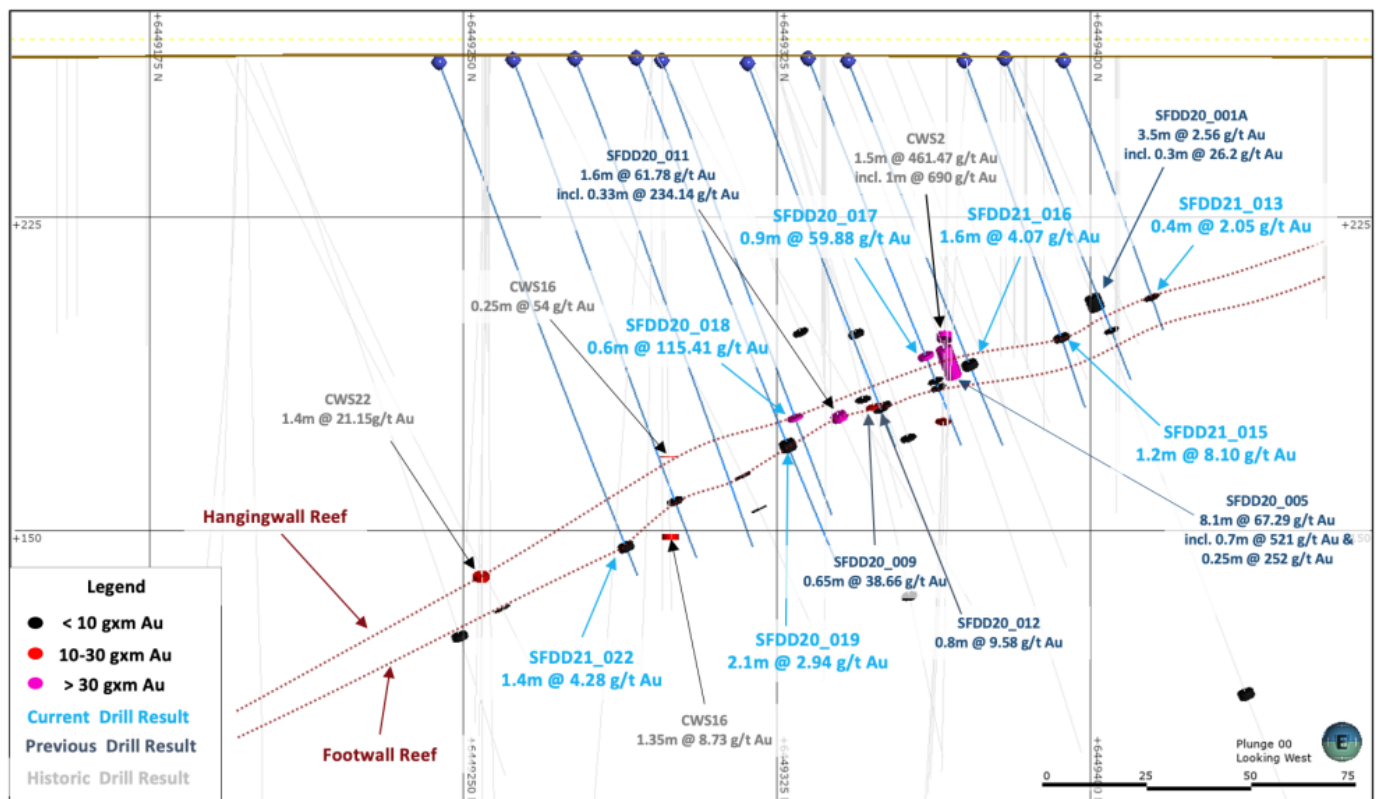 +6449175 N
+6449250 N
+6449325 N
+6449400 N
SFDD20_001A
3.5m @ 2.56 g/t Au
incl. 0.3m @ 26.2 g/t Au
CWS2
1.5m @ 461.47 g/t Au
incl. 1m @ 690 g/t Au
SFDD20_011
1.6m @ 61.78 g/t Au
incl. 0.33m @ 234.14 g/t Au
SFDD20_017
0.9m @ 59.88 g/t Au
SFDD21_016
1.6m @ 4.07 g/t Au
SFDD21_013
0.4m @ 2.05 g/t Au
+225
+225
CWS16
0.25m @ 54 g/t Au
SFDD20_018
0.6m @ 115.41 g/t Au
CWS22
1.4m @ 21.15g/t Au
SFDD21_015
1.2m @ 8.10 g/t Au
Hangingwall Reef
SFDD20_005
8.1m @ 67.29 g/t Au
incl. 0.7m @ 521 g/t Au &
0.25m @ 252 g/t Au
+150
SFDD20_009
0.65m @ 38.66 g/t Au
SFDD20_012
0.8m @ 9.58 g/t Au
SFDD20_019
2.1m @ 2.94 g/t Au
SFDD21_022
1.4m @ 4.28 g/t Au
CWS16
1.35m @ 8.73 g/t Au
Footwall Reef
Legend
< 10 gxm Au
10-30 gxm Au
> 30 gxm Au
Current Drill Result
Previous Drill Result
Historic Drill Result
+6449250 N
+6449325 N
+6449400 N
Plunge 00
Looking West
E
0 25 50 75